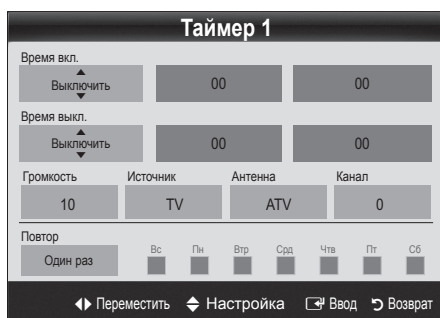 Таймер 1
Время вкл.
Выключить 00 00
Время выкл.
Выключить 00 00
Громкость Источник Антенна Канал
10 TV ATV 0
Повтор
Вс Пн Втр Срд Чтв Пт Сб
Один раз
Переместить Настройка Ввод Возврат